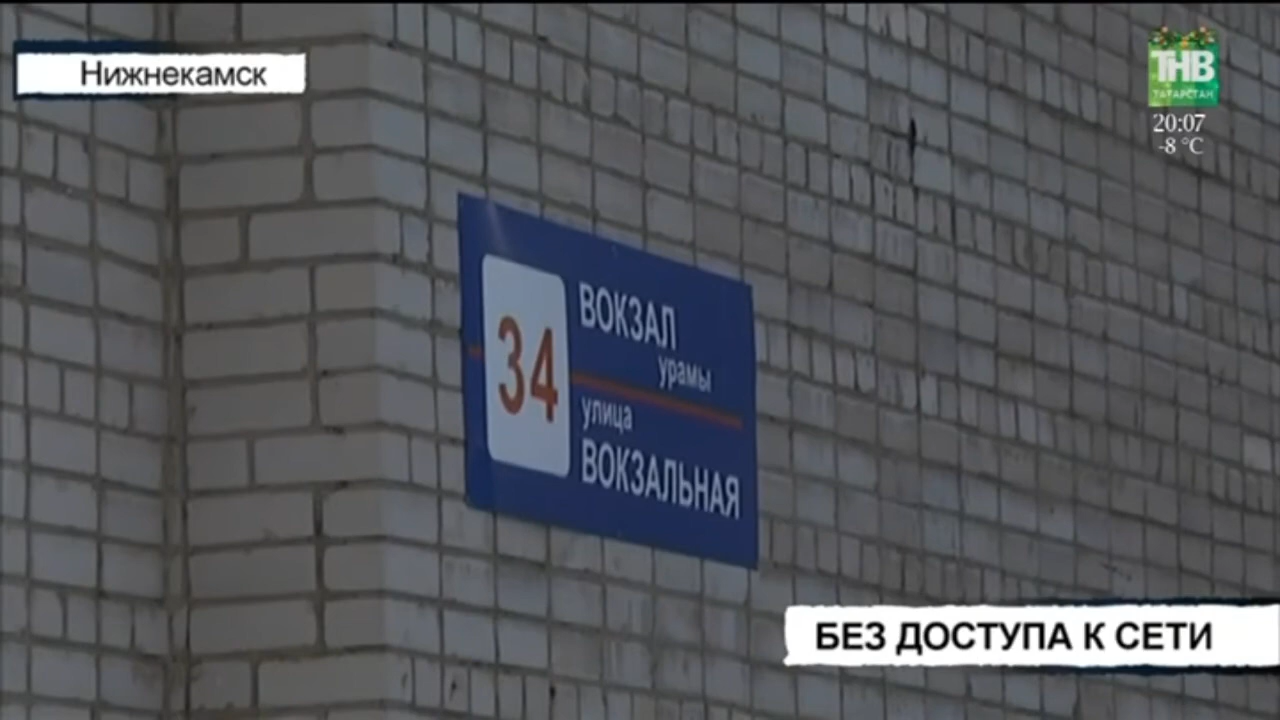 Нижнекамск
ТНВ
ТАТАРСТАН
20:07
-8 °C
34
ВОКЗАЛ
урамы
улица
ВОКЗАЛЬНАЯ
БЕЗ ДОСТУПА К СЕТИ